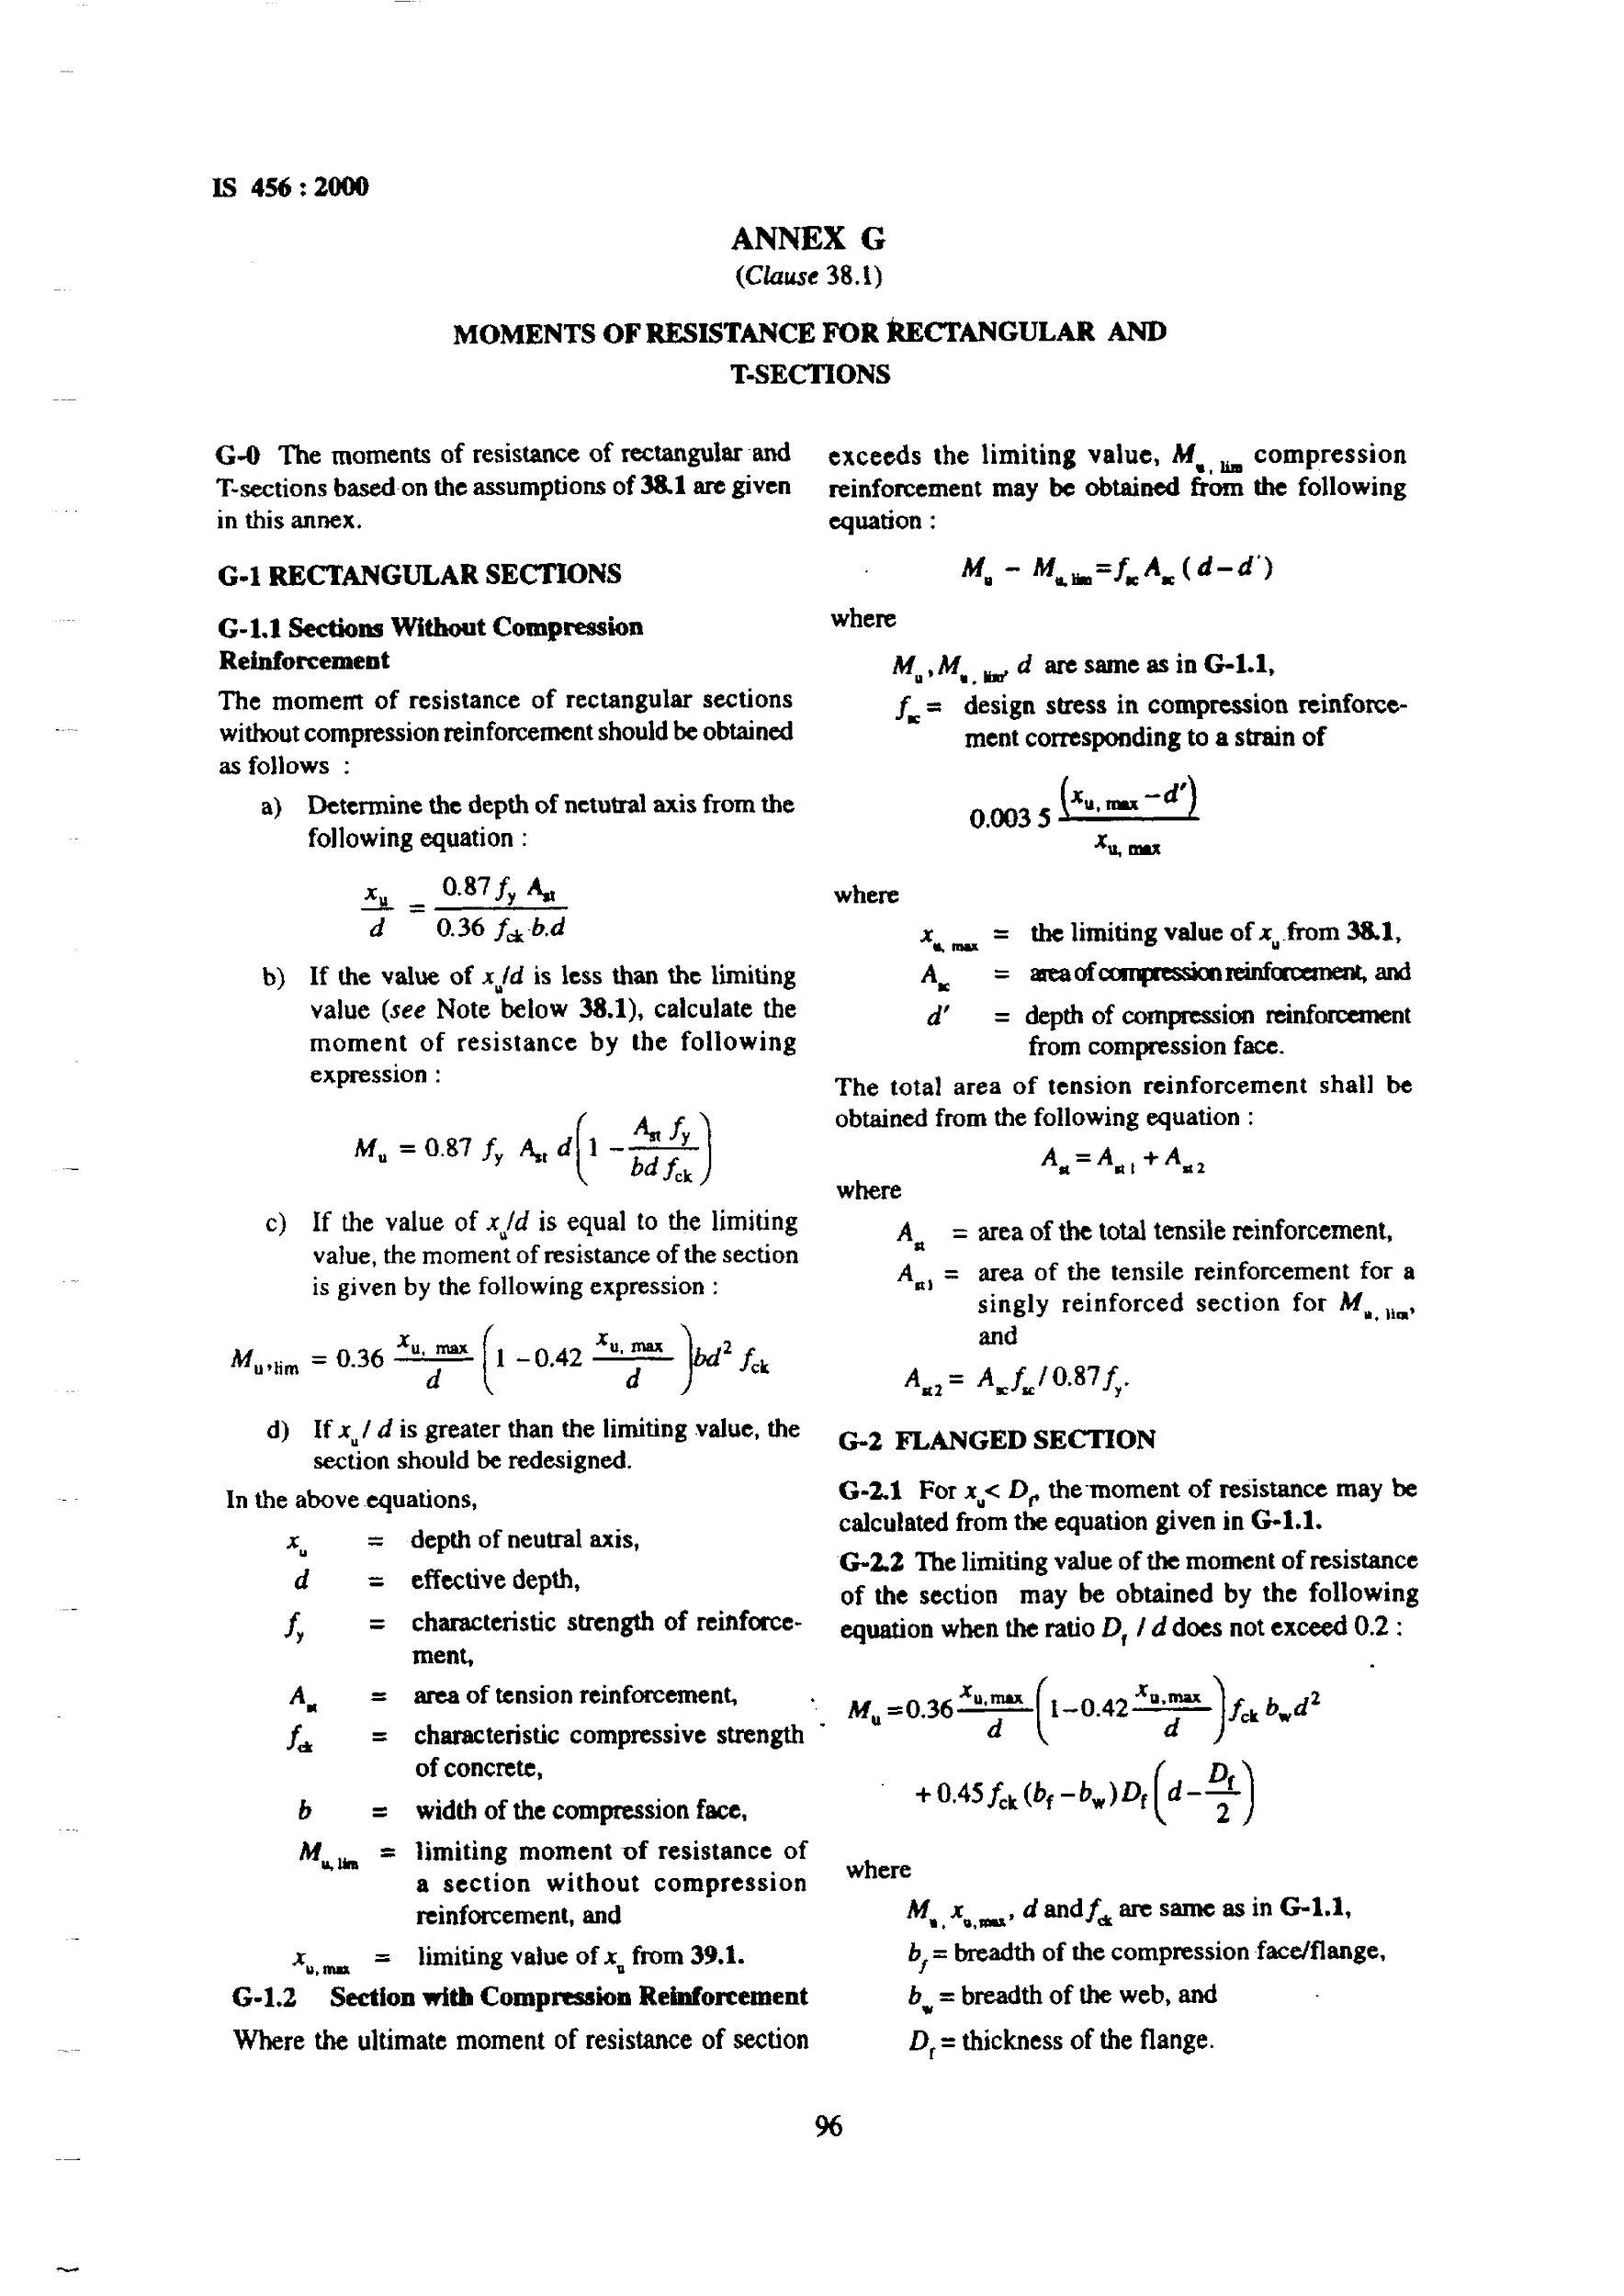 IS 456 : 2000
ANNEX G
(Clause 38.1)
MOMENTS OF RESISTANCE FOR RECTANGULAR AND
T-SECTIONS
G-0 The moments of resistance of rectangular and
T-sections based on the assumptions of 38.1 are given
in this annex.
G-1 RECTANGULAR SECTIONS
G-1.1 Sections Without Compression
Reinforcement
The moment of resistance of rectangular sections
without compression reinforcement should be obtained
as follows :
a) Determine the depth of netutral axis from the
following equation :
x_u / d = 0.87 f_y A_st / 0.36 f_ck b.d
b) If the value of x_u/d is less than the limiting
value (see Note below 38.1), calculate the
moment of resistance by the following
expression :
M_u = 0.87 f_y A_st d (1 - A_st f_y / bd f_ck)
c) If the value of x_u/d is equal to the limiting
value, the moment of resistance of the section
is given by the following expression :
M_u,lim = 0.36 x_u, max / d (1 - 0.42 x_u, max / d) bd² f_ck
d) If x_u / d is greater than the limiting value, the
section should be redesigned.
In the above equations,
x_u = depth of neutral axis,
d = effective depth,
f_y = characteristic strength of reinforce-
ment,
A_st = area of tension reinforcement,
f_ck = characteristic compressive strength
of concrete,
b = width of the compression face,
M_u, lim = limiting moment of resistance of
a section without compression
reinforcement, and
x_u, max = limiting value of x_u from 39.1.
G-1.2 Section with Compression Reinforcement
Where the ultimate moment of resistance of section
exceeds the limiting value, M_u, lim compression
reinforcement may be obtained from the following
equation :
M_u - M_u, lim = f_sc A_sc (d - d')
where
M_u, M_u, lim, d are same as in G-1.1,
f_sc = design stress in compression reinforce-
ment corresponding to a strain of
0.003 5 (x_u, max - d') / x_u, max
where
x_u, max = the limiting value of x_u from 38.1,
A_sc = area of compression reinforcement, and
d' = depth of compression reinforcement
from compression face.
The total area of tension reinforcement shall be
obtained from the following equation :
A_st = A_st1 + A_st2
where
A_st = area of the total tensile reinforcement,
A_st1 = area of the tensile reinforcement for a
singly reinforced section for M_u, lim,
and
A_st2 = A_sc f_sc / 0.87 f_y.
G-2 FLANGED SECTION
G-2.1 For x_u < D_f, the moment of resistance may be
calculated from the equation given in G-1.1.
G-2.2 The limiting value of the moment of resistance
of the section may be obtained by the following
equation when the ratio D_f / d does not exceed 0.2 :
M_u = 0.36 x_u,max / d (1 - 0.42 x_u,max / d) f_ck b_w d²
+ 0.45 f_ck (b_f - b_w) D_f (d - D_f / 2)
where
M_u, x_u,max, d and f_ck are same as in G-1.1,
b_f = breadth of the compression face/flange,
b_w = breadth of the web, and
D_f = thickness of the flange.
96